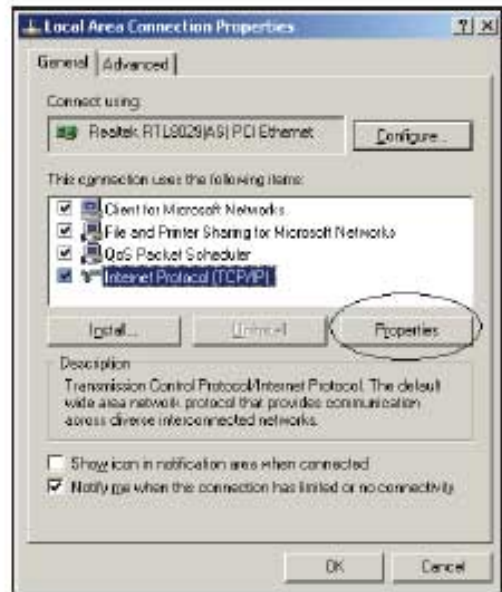 Local Area Connection Properties
General
Advanced
Connect using:
Realtek RTL8029(AS) PCI Ethernet
Configure...
This connection uses the following items:
Client for Microsoft Networks
File and Printer Sharing for Microsoft Networks
QoS Packet Scheduler
Internet Protocol (TCP/IP)
Install...
Uninstall
Properties
Description
Transmission Control Protocol/Internet Protocol. The default
wide area network protocol that provides communication
across diverse interconnected networks.
Show icon in notification area when connected
Notify me when this connection has limited or no connectivity
OK
Cancel